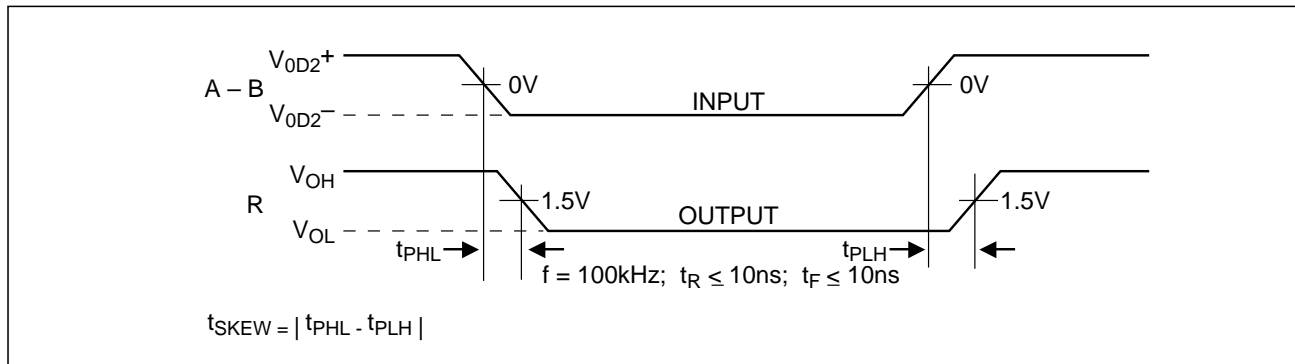 V0D2+
A – B
0V
0V
V0D2–
INPUT
VOH
R
1.5V
1.5V
VOL
OUTPUT
tPHL
tPLH
f = 100kHz; tR ≤ 10ns; tF ≤ 10ns
tSKEW = | tPHL - tPLH |